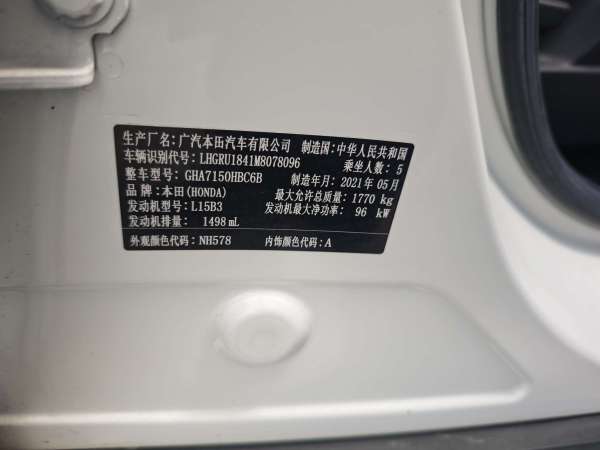 生产厂名：广汽本田汽车有限公司 制造国：中华人民共和国
车辆识别代号：LHGRU1841M8078096 乘坐人数：5
整车型号：GHA7150HBC6B 制造年月：2021年05月
品牌：本田(HONDA) 最大允许总质量：1770 kg
发动机型号：L15B3 发动机最大净功率：96 kW
发动机排量：1498 mL
外观颜色代码：NH578 内饰颜色代码：A